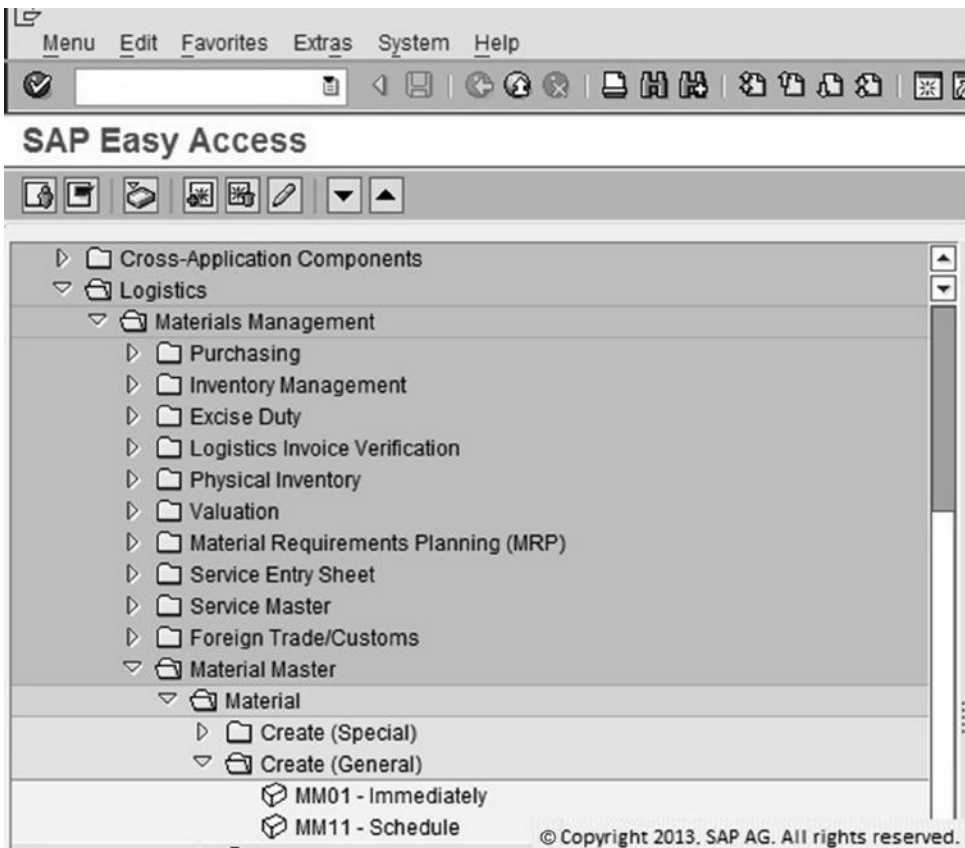 Menu Edit Favorites Extras System Help
SAP Easy Access
Cross-Application Components
Logistics
Materials Management
Purchasing
Inventory Management
Excise Duty
Logistics Invoice Verification
Physical Inventory
Valuation
Material Requirements Planning (MRP)
Service Entry Sheet
Service Master
Foreign Trade/Customs
Material Master
Material
Create (Special)
Create (General)
MM01 - Immediately
MM11 - Schedule
© Copyright 2013, SAP AG. All rights reserved.